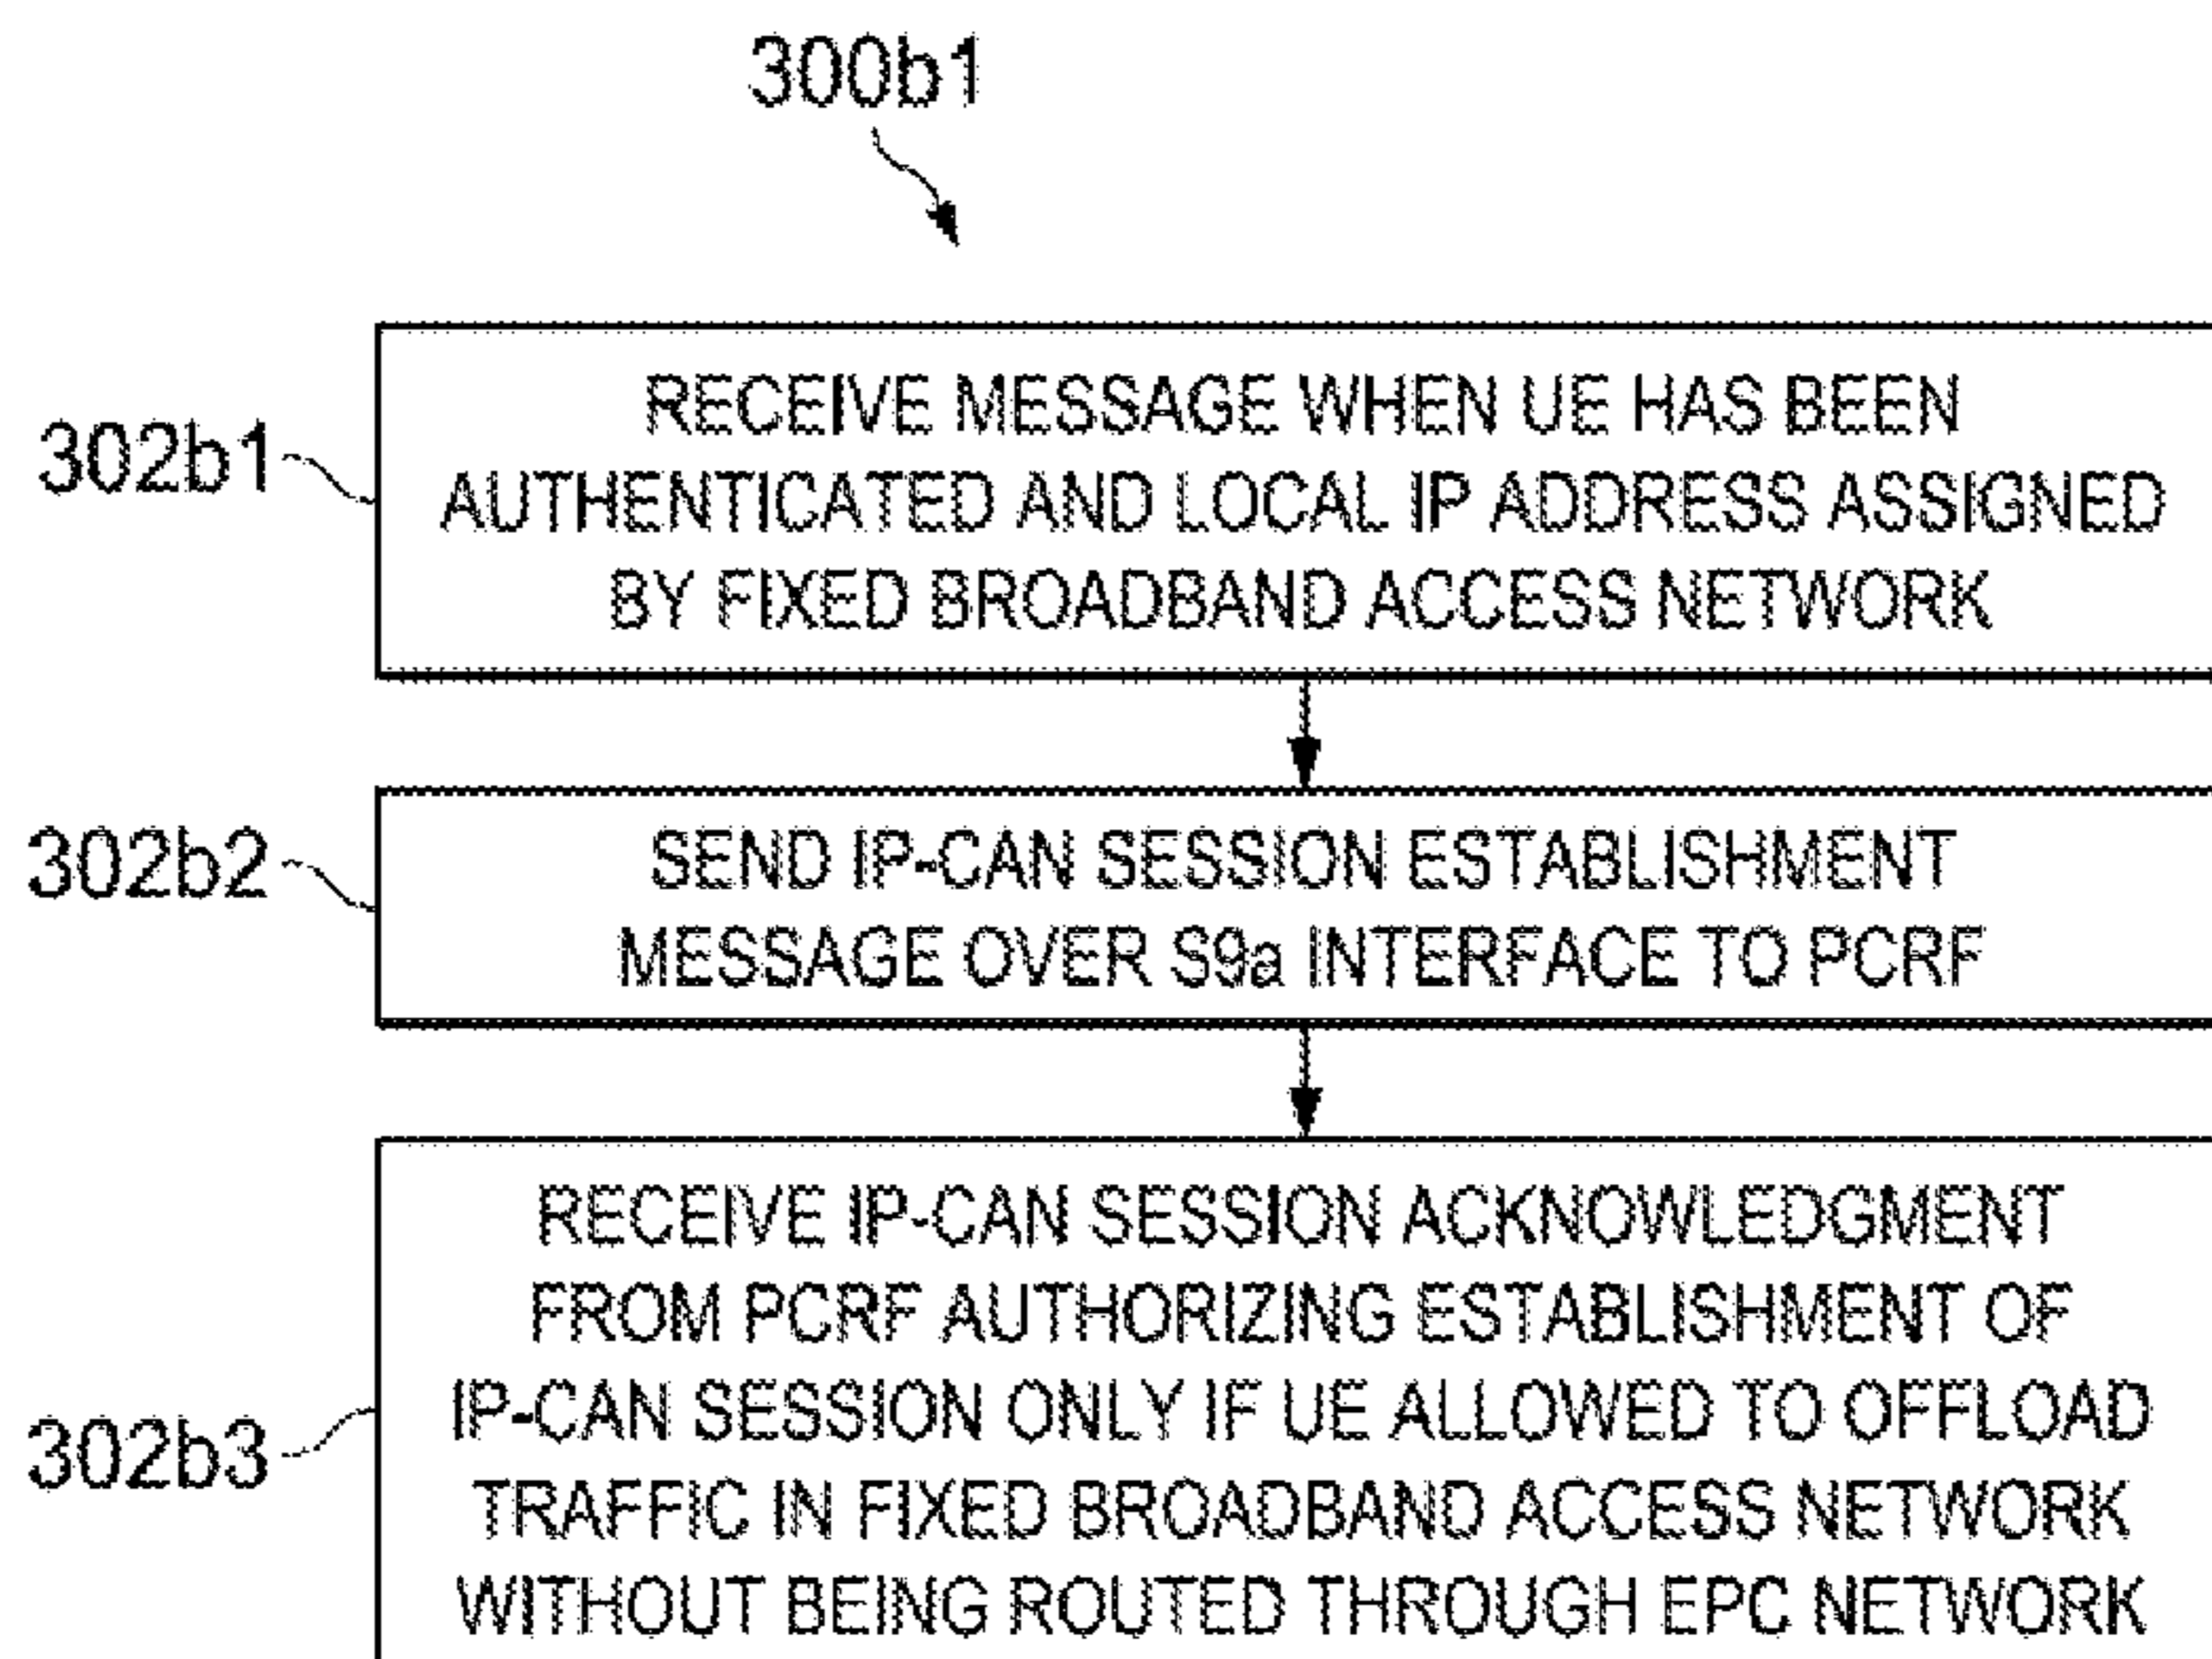 300b1
302b1
RECEIVE MESSAGE WHEN UE HAS BEEN
AUTHENTICATED AND LOCAL IP ADDRESS ASSIGNED
BY FIXED BROADBAND ACCESS NETWORK
302b2
SEND IP-CAN SESSION ESTABLISHMENT
MESSAGE OVER S9a INTERFACE TO PCRF
302b3
RECEIVE IP-CAN SESSION ACKNOWLEDGMENT
FROM PCRF AUTHORIZING ESTABLISHMENT OF
IP-CAN SESSION ONLY IF UE ALLOWED TO OFFLOAD
TRAFFIC IN FIXED BROADBAND ACCESS NETWORK
WITHOUT BEING ROUTED THROUGH EPC NETWORK